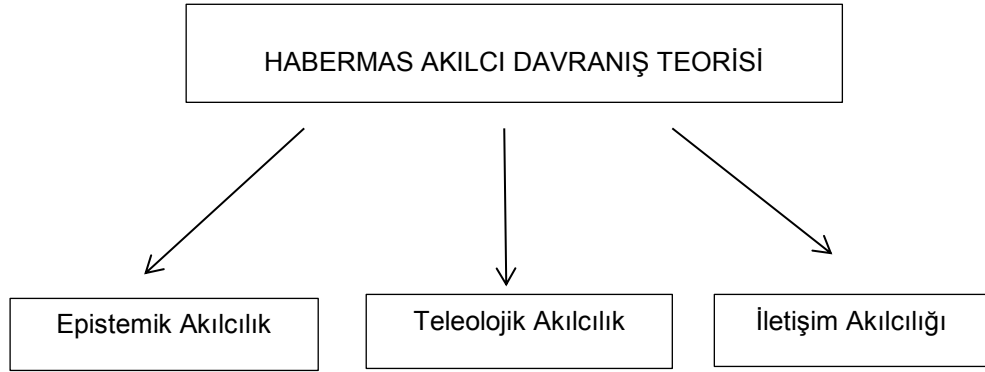 HABERMAS AKILCI DAVRANIŞ TEORİSİ
Epistemik Akılcılık
Teleolojik Akılcılık
İletişim Akılcılığı